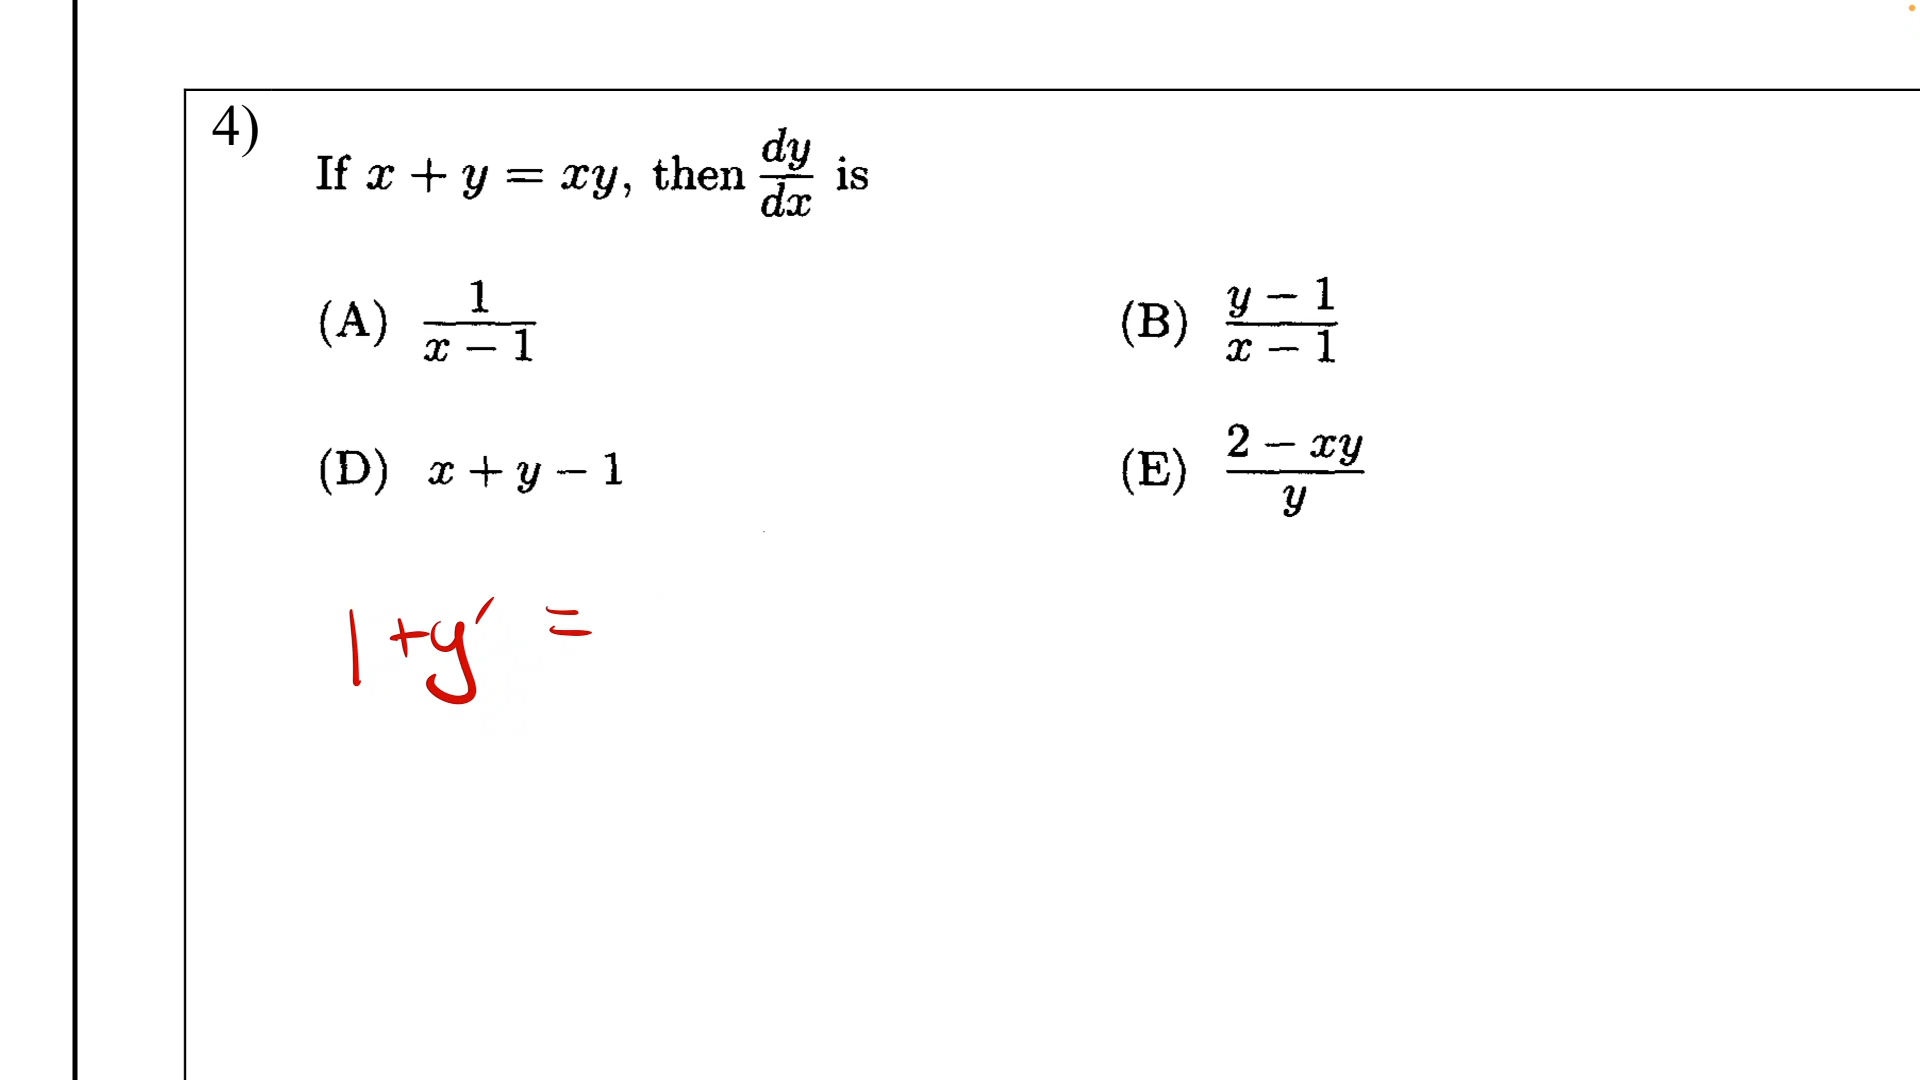 4)
If x + y = xy, then dy/dx is
(A) 1/(x − 1) (B) (y − 1)/(x − 1)
(D) x + y − 1 (E) (2 − xy)/y
1 + y′ =